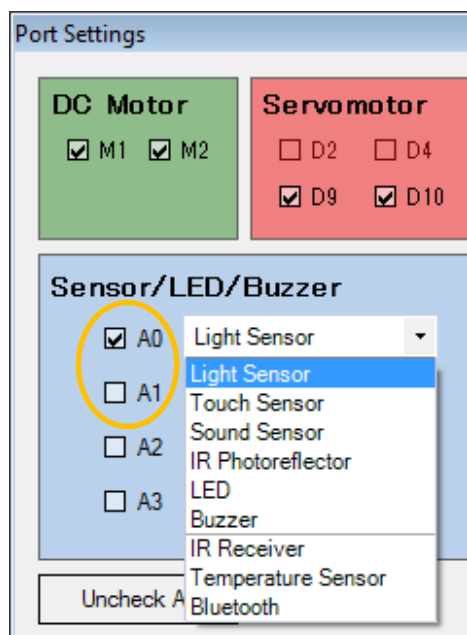 Port Settings
DC Motor
M1 M2
Servomotor
D2 D4
D9 D10
Sensor/LED/Buzzer
A0 Light Sensor
A1
A2
A3
Light Sensor
Touch Sensor
Sound Sensor
IR Photoreflector
LED
Buzzer
IR Receiver
Temperature Sensor
Bluetooth
Uncheck